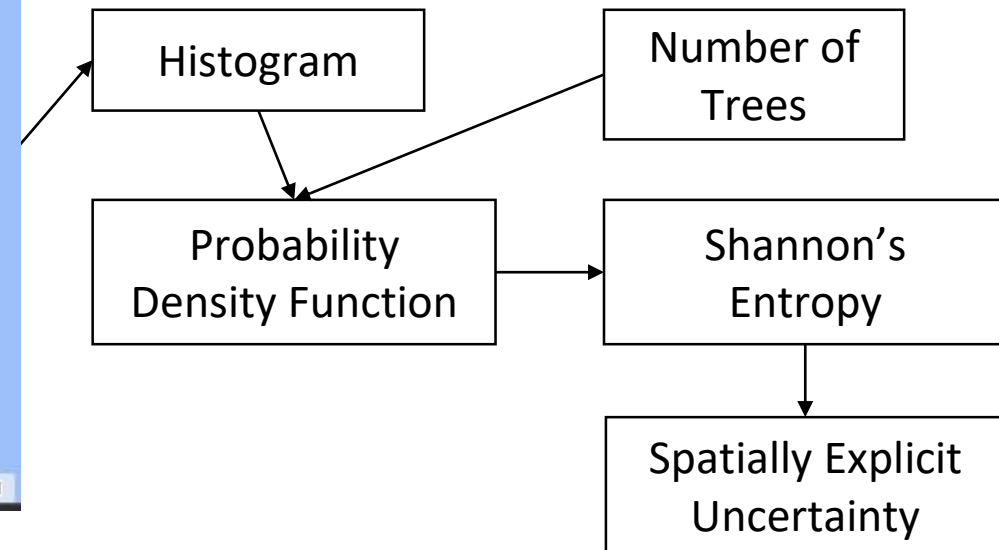 Histogram
Number of
Trees
Probability
Density Function
Shannon’s
Entropy
Spatially Explicit
Uncertainty